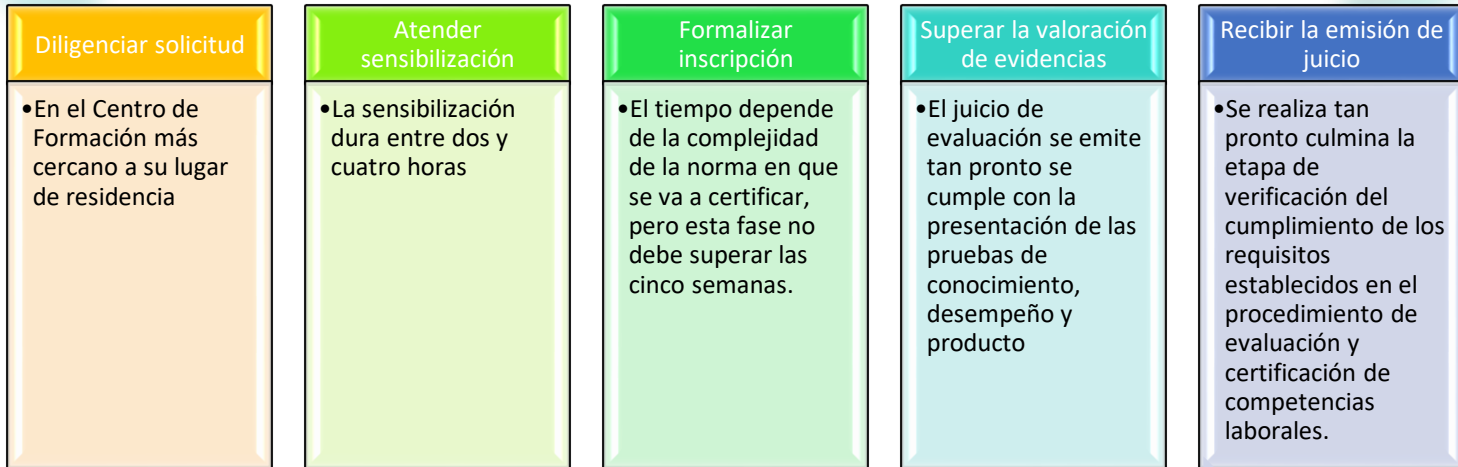 Diligenciar solicitud
•En el Centro de
Formación más
cercano a su lugar
de residencia
Atender
sensibilización
•La sensibilización
dura entre dos y
cuatro horas
Formalizar
inscripción
•El tiempo depende
de la complejidad
de la norma en que
se va a certificar,
pero esta fase no
debe superar las
cinco semanas.
Superar la valoración
de evidencias
•El juicio de
evaluación se emite
tan pronto se
cumple con la
presentación de las
pruebas de
conocimiento,
desempeño y
producto
Recibir la emisión de
juicio
•Se realiza tan
pronto culmina la
etapa de
verificación del
cumplimiento de los
requisitos
establecidos en el
procedimiento de
evaluación y
certificación de
competencias
laborales.